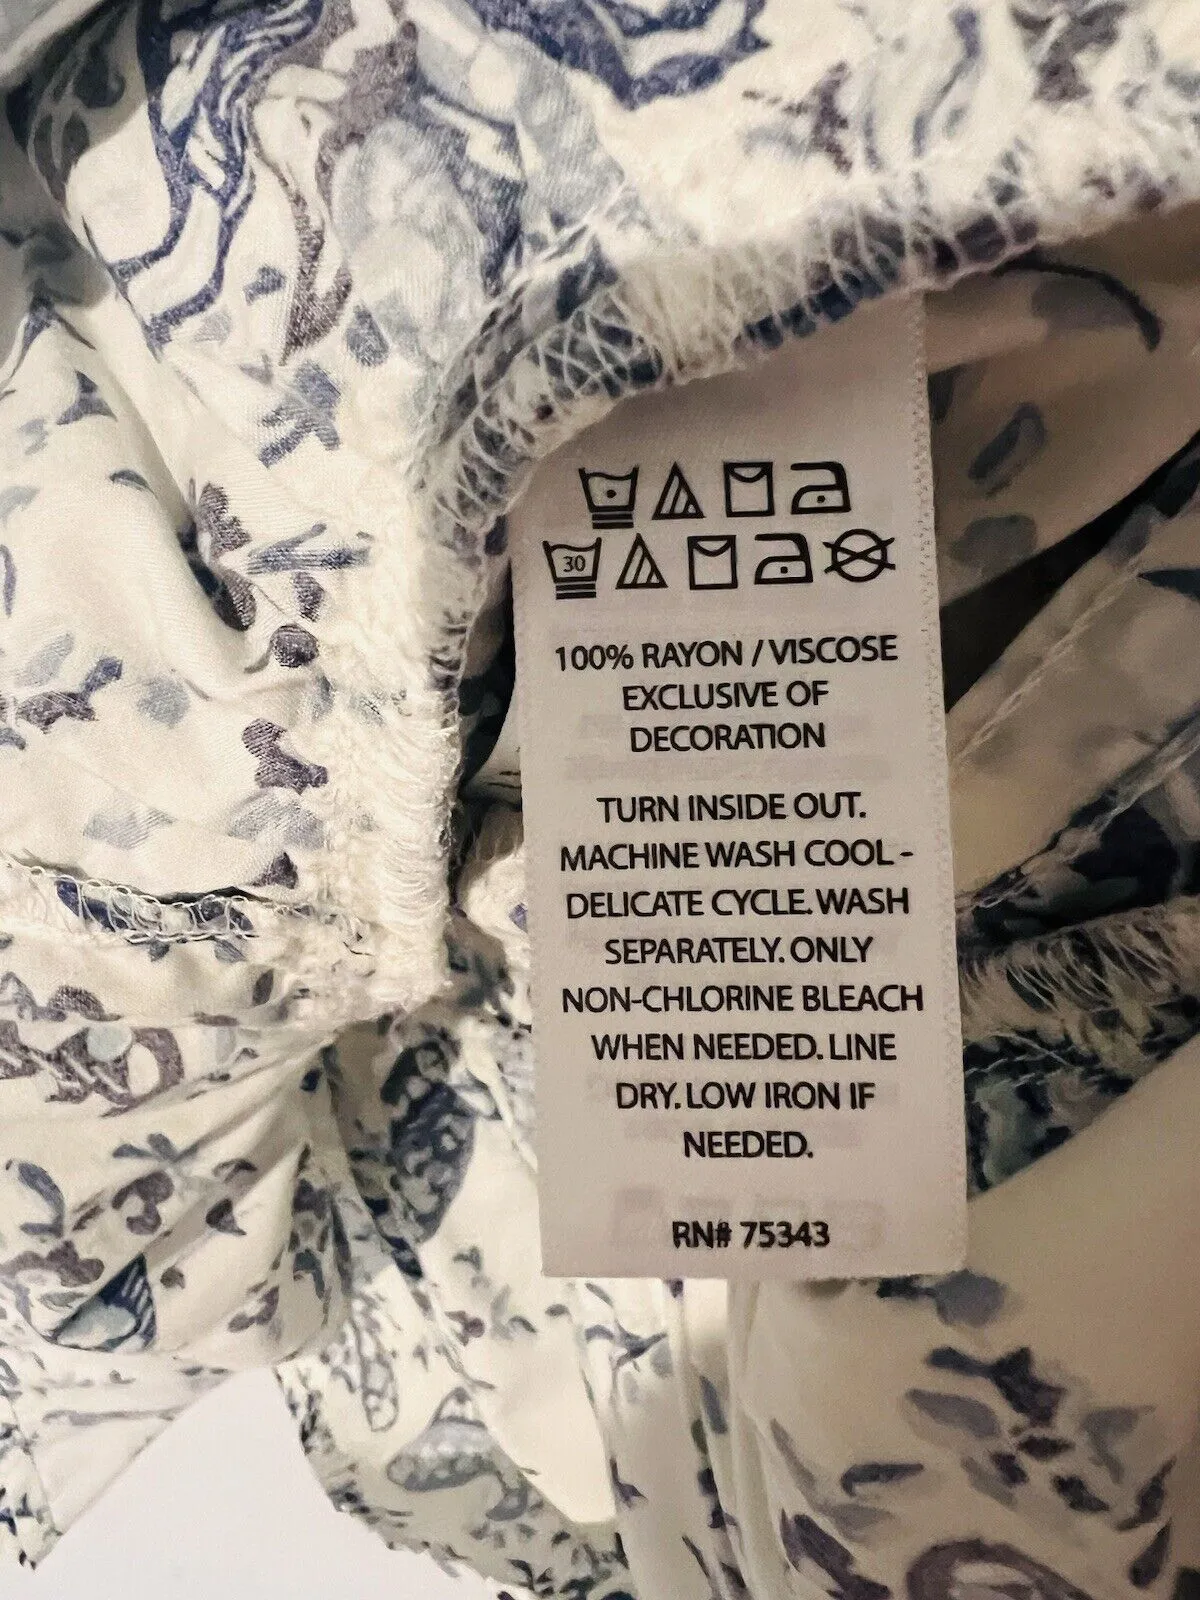 30
100% RAYON / VISCOSE
EXCLUSIVE OF
DECORATION
TURN INSIDE OUT.
MACHINE WASH COOL -
DELICATE CYCLE. WASH
SEPARATELY. ONLY
NON-CHLORINE BLEACH
WHEN NEEDED. LINE
DRY. LOW IRON IF
NEEDED.
RN# 75343